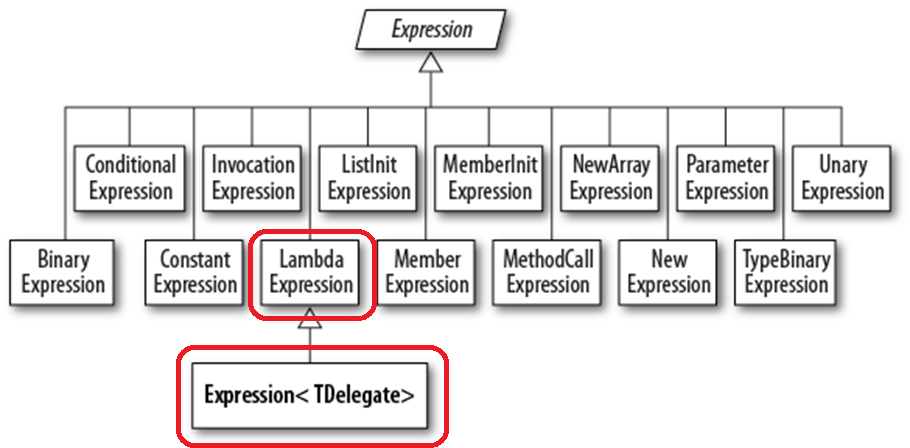 Expression
Conditional
Expression
Invocation
Expression
ListInit
Expression
MemberInit
Expression
NewArray
Expression
Parameter
Expression
Unary
Expression
Binary
Expression
Constant
Expression
Lambda
Expression
Member
Expression
MethodCall
Expression
New
Expression
TypeBinary
Expression
Expression< TDelegate>